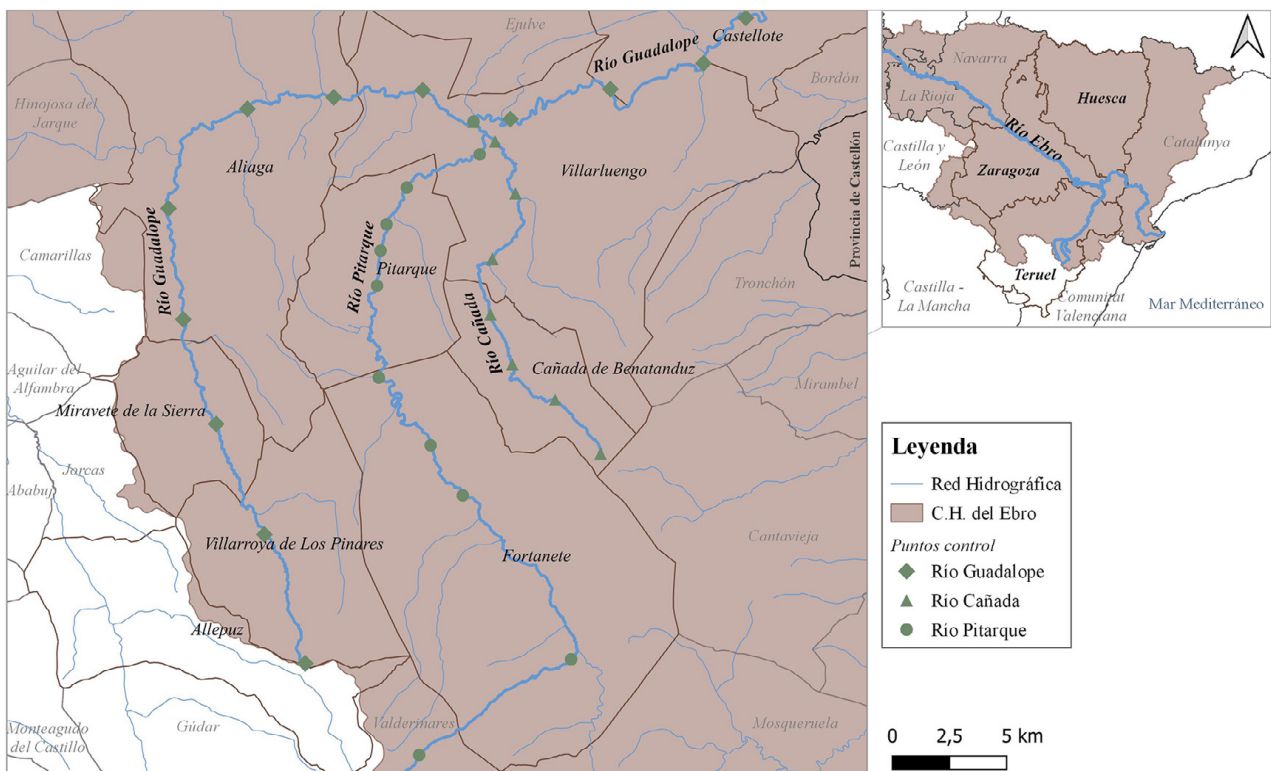 Ejulve
Castellote
Río Guadalope
Bordón
Hinojosa del
Jarque
Aliaga
Villarluengo
Provincia de Castellón
Río Guadalope
Camarillas
Río Pitarque
Pitarque
Tronchón
Río Cañada
Cañada de Benatanduz
Aguilar del
Alfambra
Mirambel
Miravete de la Sierra
Jorcas
Ababuj
Cantavieja
Villarroya de Los Pinares
Fortanete
Allepuz
Monteagudo
del Castillo
Gúdar
Valdelinares
Mosqueruela
Navarra
La Rioja
Huesca
Río Ebro
Castilla y
León
Catalunya
Zaragoza
Teruel
Castilla -
La Mancha
Comunitat
Valenciana
Mar Mediterráneo
Leyenda
Red Hidrográfica
C.H. del Ebro
Puntos control
Río Guadalope
Río Cañada
Río Pitarque
0 2,5 5 km